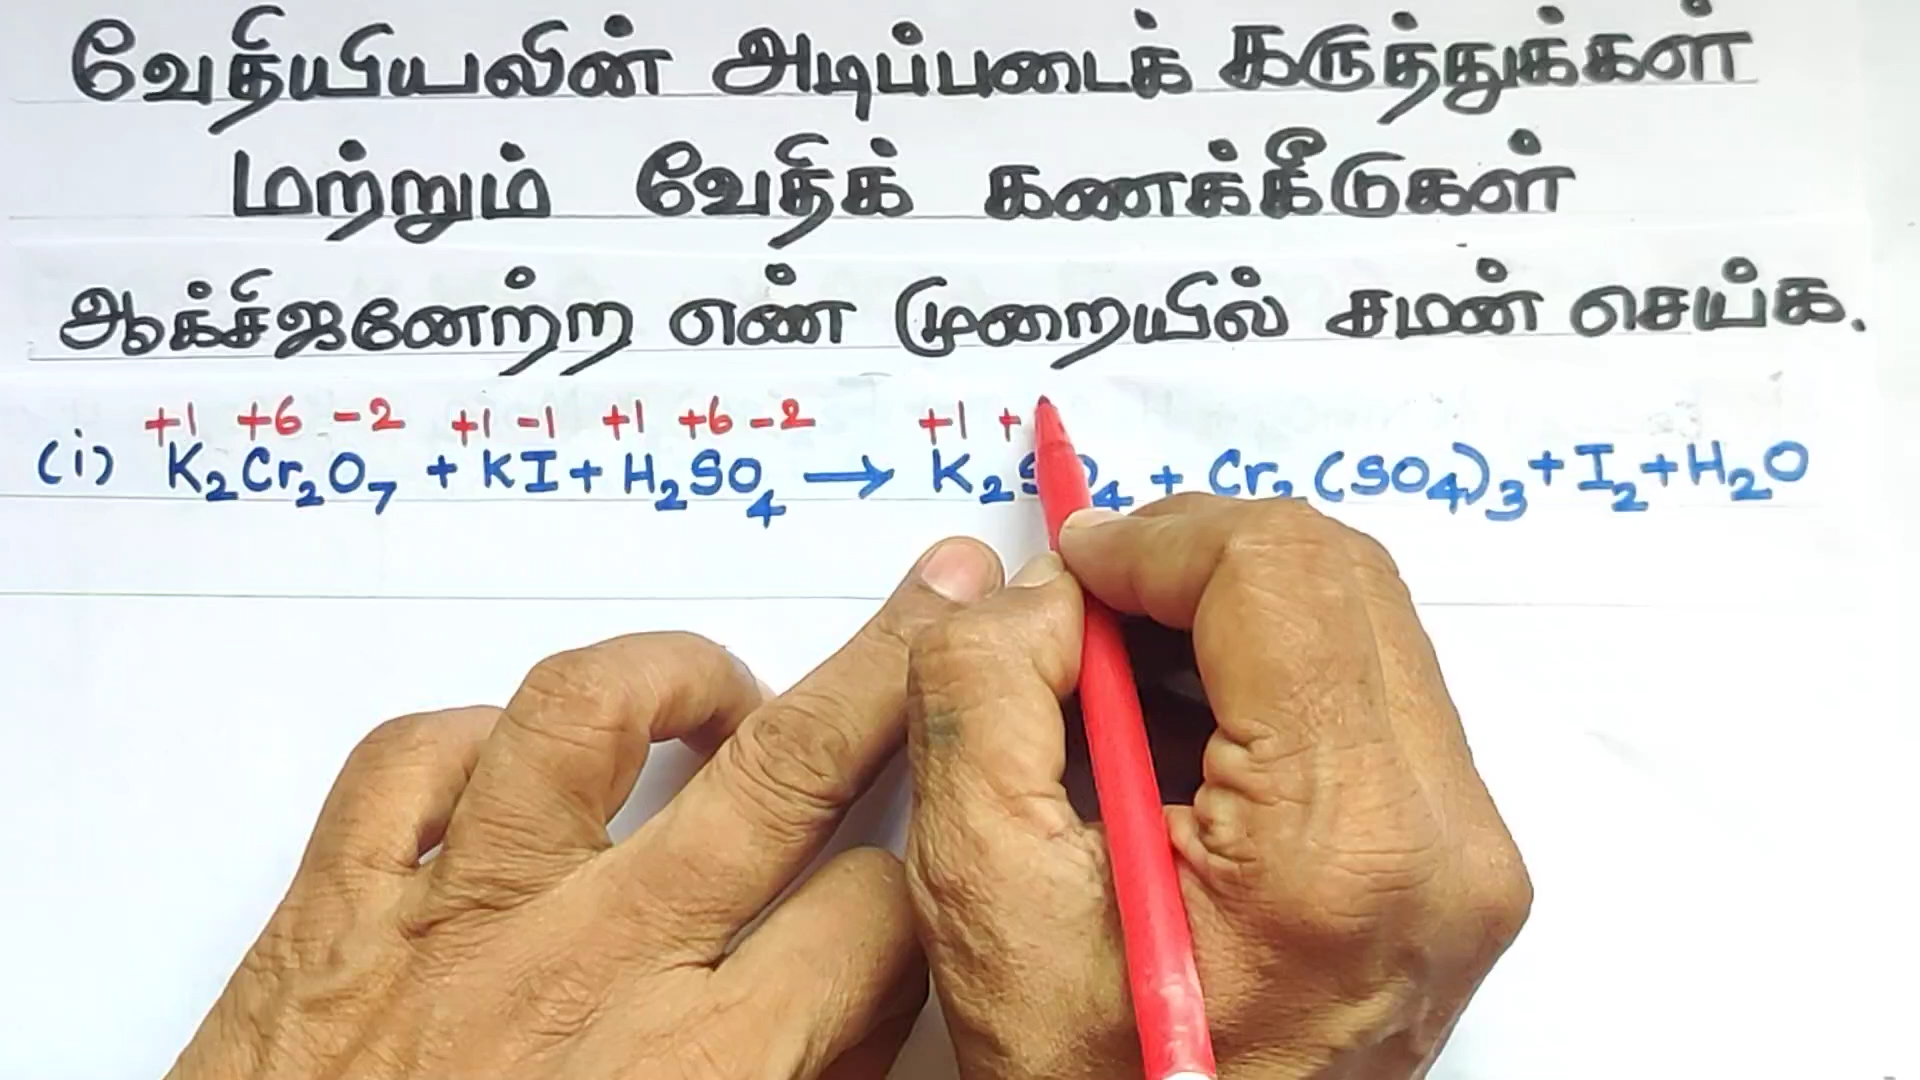 வேதியியலின் அடிப்படைக் கருத்துக்கள்
மற்றும் வேதிக் கணக்கீடுகள்
ஆக்சிஜனேற்ற எண் முறையில் சமன் செய்க.
+1 +6 -2 +1 -1 +1 +6 -2 +1 +
(i) K₂Cr₂O₇ + KI + H₂SO₄ → K₂SO₄ + Cr₂(SO₄)₃ + I₂ + H₂O